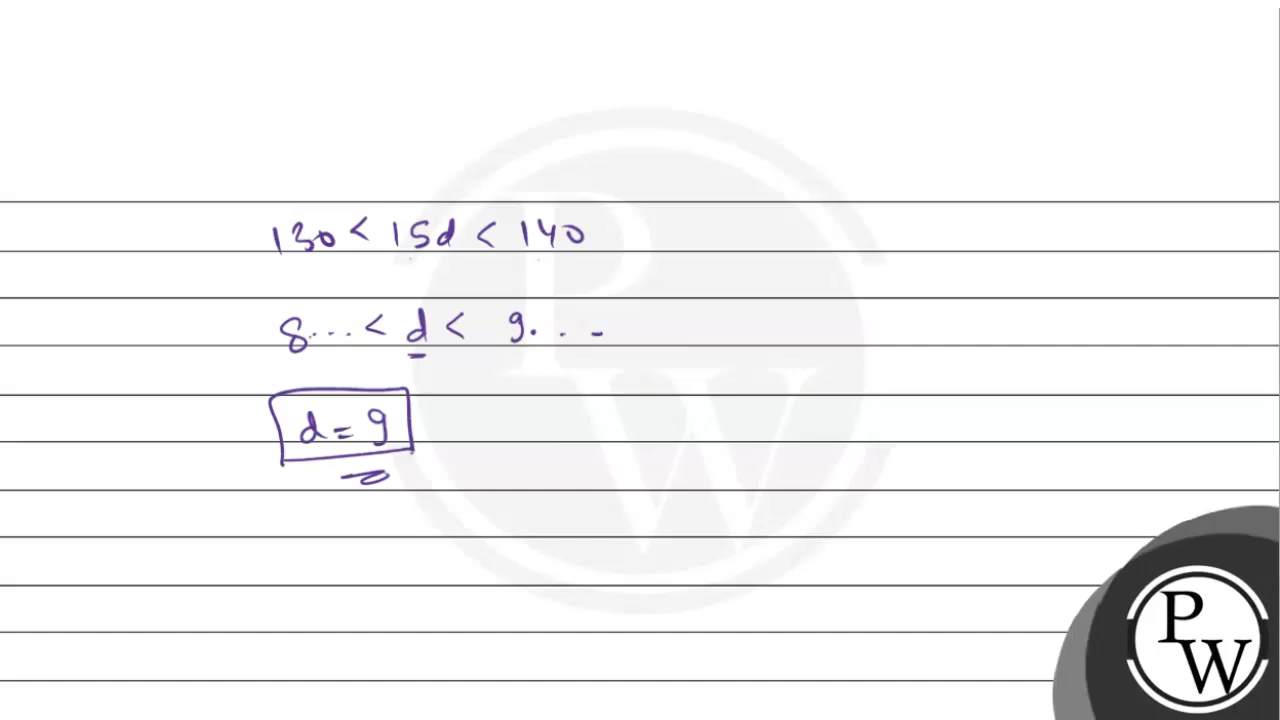 130 < 15d < 140
8... < d < 9. . . -
d = 9
P
W
P
W